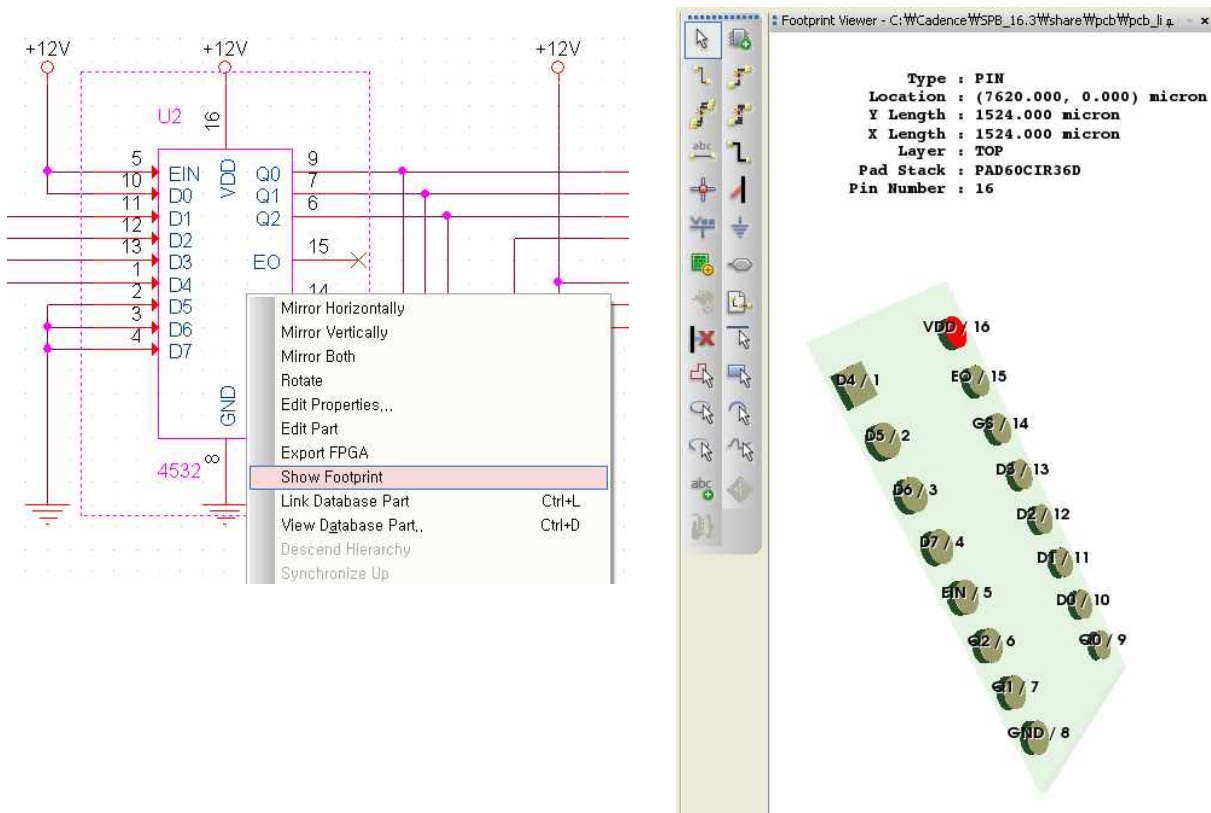 +12V
+12V
+12V
U2
16
VDD
5
EIN
10
D0
11
D1
12
D2
13
D3
1
D4
2
D5
3
D6
4
D7
Q0
9
Q1
7
Q2
6
EO
15
14
GND
8
4532
Mirror Horizontally
Mirror Vertically
Mirror Both
Rotate
Edit Properties...
Edit Part
Export FPGA
Show Footprint
Link Database Part Ctrl+L
View Database Part.. Ctrl+D
Descend Hierarchy
Synchronize Up
abc
Vss
abc
Footprint Viewer - C:₩Cadence₩SPB_16.3₩share₩pcb₩pcb_li
Type : PIN
Location : (7620.000, 0.000) micron
Y Length : 1524.000 micron
X Length : 1524.000 micron
Layer : TOP
Pad Stack : PAD60CIR36D
Pin Number : 16
VDD / 16
D4 / 1
EO / 15
D5 / 2
GS / 14
D6 / 3
D3 / 13
D7 / 4
D2 / 12
EIN / 5
D1 / 11
Q2 / 6
D0 / 10
Q1 / 7
Q0 / 9
GND / 8